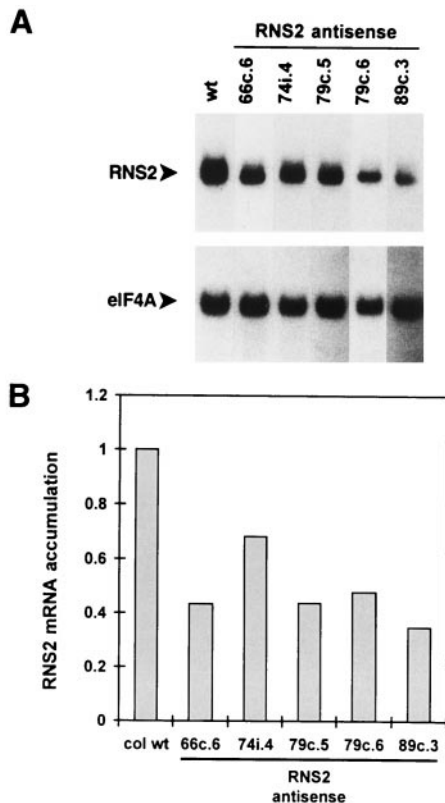 A
RNS2 antisense
wt
66c.6
74i.4
79c.5
79c.6
89c.3
RNS2
eIF4A
B
RNS2 mRNA accumulation
1.2
1
0.8
0.6
0.4
0.2
0
col wt 66c.6 74i.4 79c.5 79c.6 89c.3
RNS2
antisense